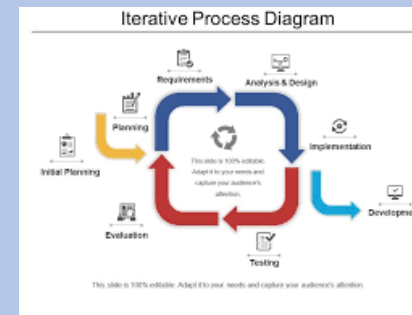 Iterative Process Diagram
Requirements
Analysis & Design
Planning
Implementation
This slide is 100% editable.
Adapt it to your needs and
capture your audience's
attention.
Initial Planning
Developme
Evaluation
Testing
This slide is 100% editable. Adapt it to your needs and capture your audience's attention.